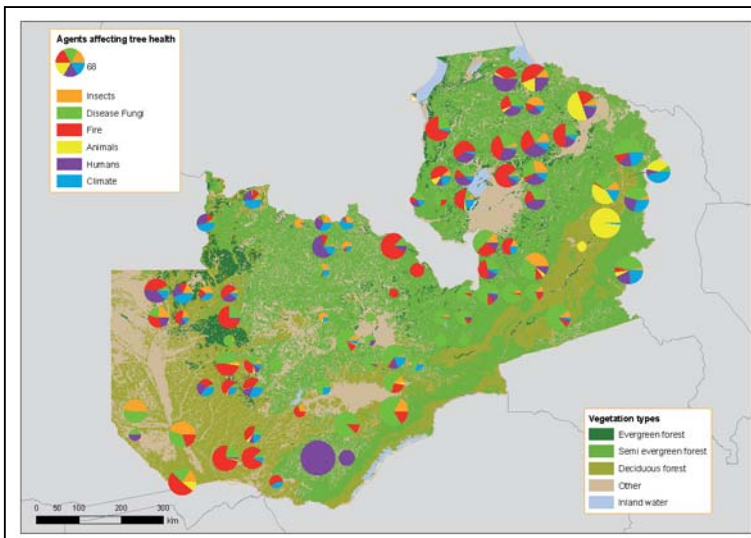 Agents affecting tree health
68
Insects
Disease Fungi
Fire
Animals
Humans
Climate
Vegetation types
Evergreen forest
Semi evergreen forest
Deciduous forest
Other
Inland water
0 50 100 200 300
km